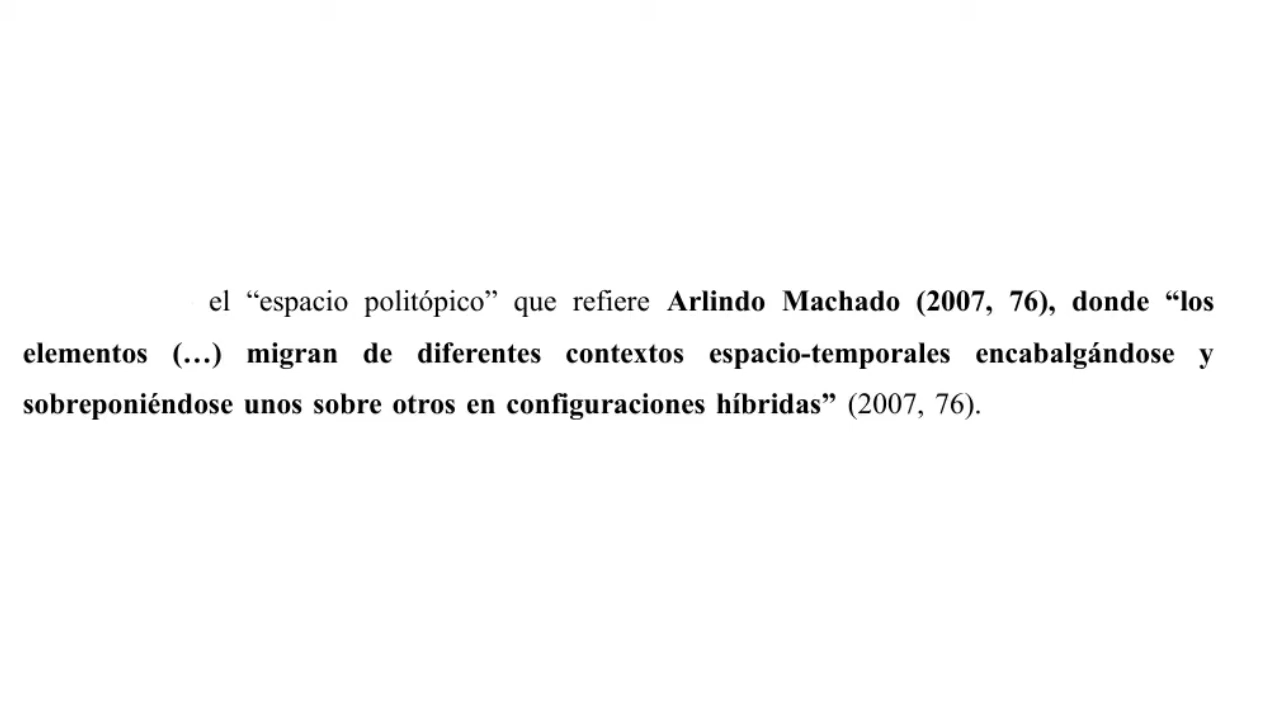 el “espacio politópico” que refiere Arlindo Machado (2007, 76), donde “los
elementos (…) migran de diferentes contextos espacio-temporales encabalgándose y
sobreponiéndose unos sobre otros en configuraciones híbridas” (2007, 76).